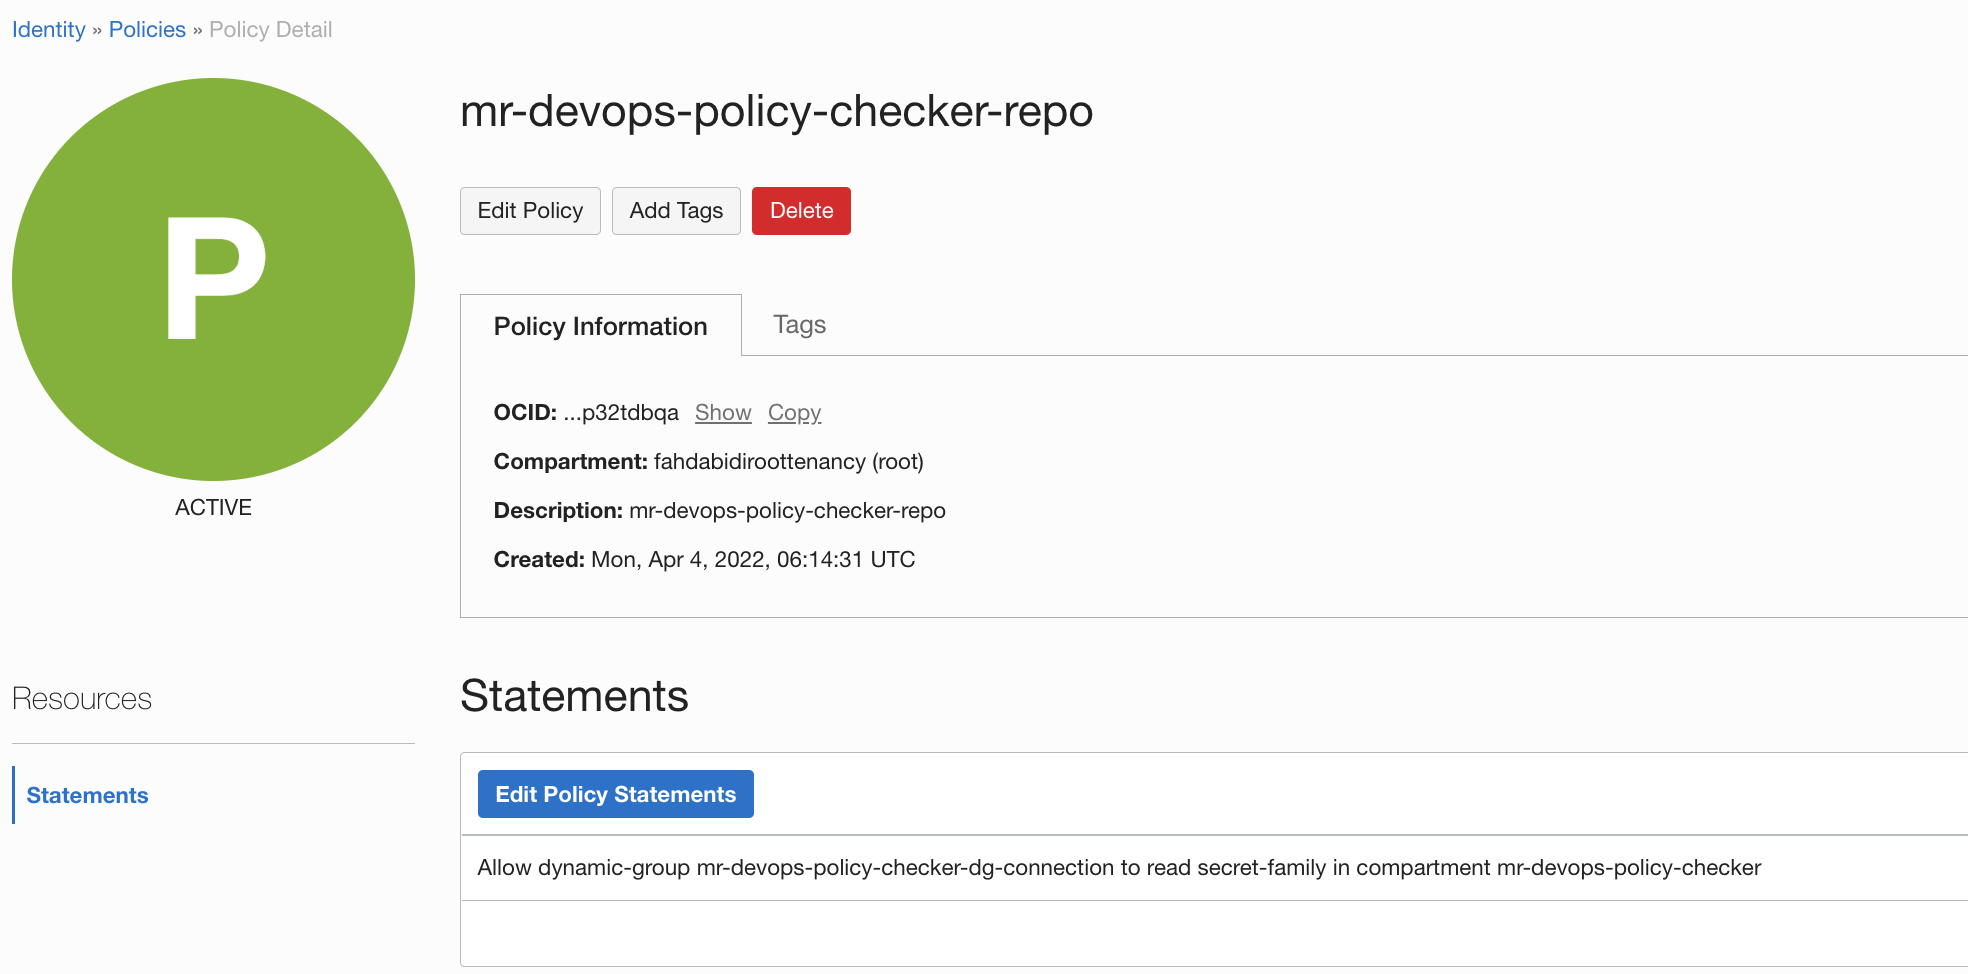 Identity » Policies » Policy Detail
P
ACTIVE
mr-devops-policy-checker-repo
Edit Policy Add Tags Delete
Policy Information Tags
OCID: ...p32tdbqa Show Copy
Compartment: fahdabidiroottenancy (root)
Description: mr-devops-policy-checker-repo
Created: Mon, Apr 4, 2022, 06:14:31 UTC
Resources
Statements
Statements
Edit Policy Statements
Allow dynamic-group mr-devops-policy-checker-dg-connection to read secret-family in compartment mr-devops-policy-checker